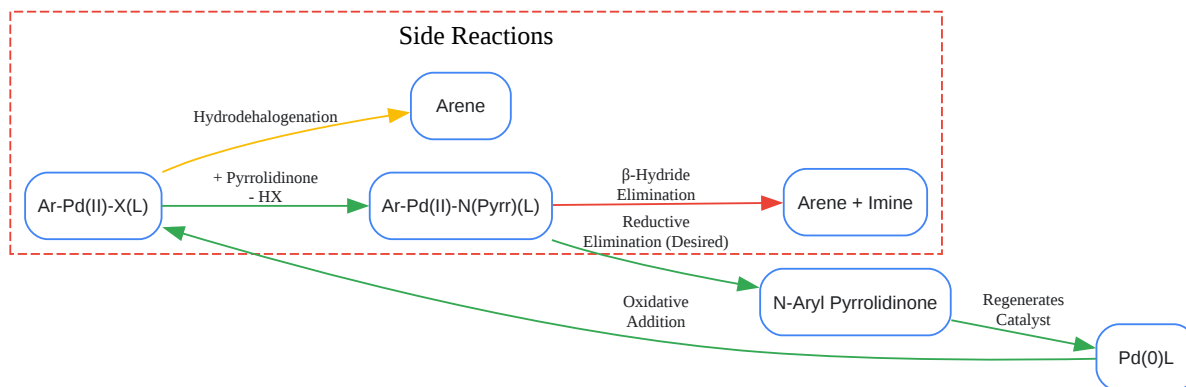 Side Reactions
Arene
Hydrodehalogenation
Ar-Pd(II)-X(L)
+ Pyrrolidinone
- HX
Ar-Pd(II)-N(Pyrr)(L)
β-Hydride
Elimination
Arene + Imine
Reductive
Elimination (Desired)
N-Aryl Pyrrolidinone
Oxidative
Addition
Regenerates
Catalyst
Pd(0)L